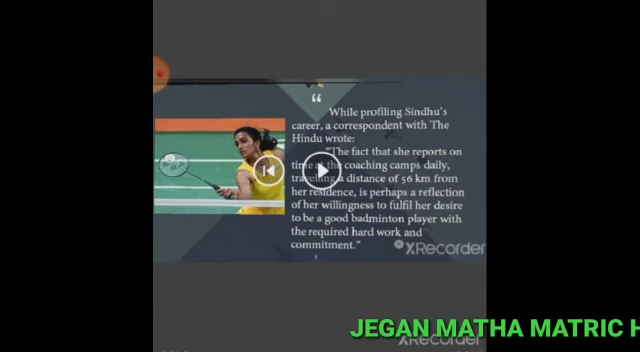 “
While profiling Sindhu's
career, a correspondent with The
Hindu wrote:
"The fact that she reports on
time at the coaching camps daily,
traveling a distance of 56 km from
her residence, is perhaps a reflection
of her willingness to fulfil her desire
to be a good badminton player with
the required hard work and
commitment."
XRecorder
JEGAN MATHA MATRIC H
XRecorder